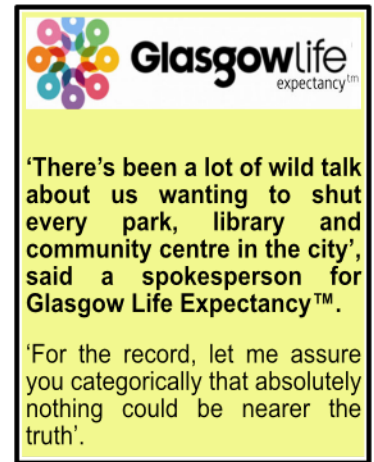 Glasgowlife
expectancy™
‘There’s been a lot of wild talk
about us wanting to shut
every park, library and
community centre in the city’,
said a spokesperson for
Glasgow Life Expectancy™.
‘For the record, let me assure
you categorically that absolutely
nothing could be nearer the
truth’.